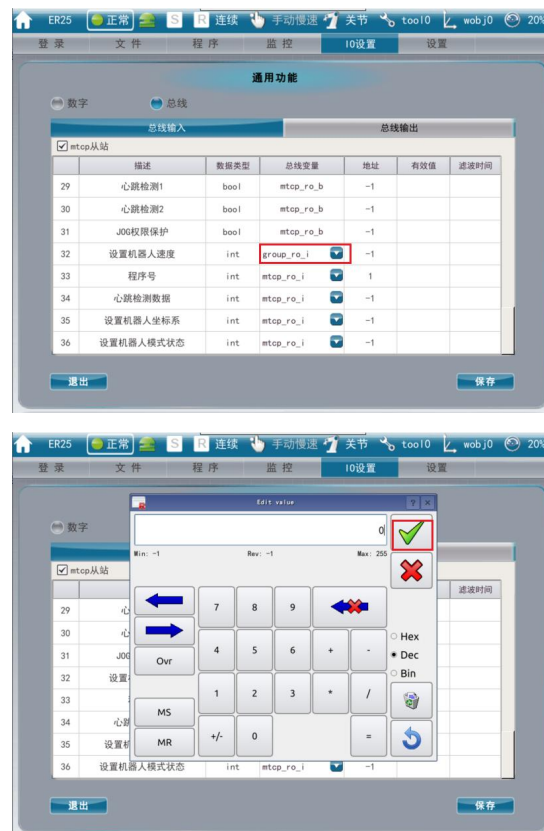 ER25 正常 S R 连续 手动慢速 关节 tool0 wobj0 20%
登录 文件 程序 监控 IO设置 设置
通用功能
数字 总线
总线输入 总线输出
mtcp从站
描述 数据类型 总线变量 地址 有效值 滤波时间
29 心跳检测1 bool mtcp_ro_b -1
30 心跳检测2 bool mtcp_ro_b -1
31 JOG权限保护 bool mtcp_ro_b -1
32 设置机器人速度 int group_ro_i -1
33 程序号 int mtcp_ro_i 1
34 心跳检测数据 int mtcp_ro_i -1
35 设置机器人坐标系 int mtcp_ro_i -1
36 设置机器人模式状态 int mtcp_ro_i -1
退出 保存
ER25 正常 S R 连续 手动慢速 关节 tool0 wobj0 20%
登录 文件 程序 监控 IO设置 设置
Edit value ? ×
数字
0
Min: -1 Rev: -1 Max: 255
mtcp从站
滤波时间
29 心
7 8 9
30 心
Hex
31 JOG
4 5 6 + - Dec
Ovr
32 设置
Bin
33
1 2 3 * /
34 心跳
MS
35 设置机
MR +/- 0 =
36 设置机器人模式状态 int mtcp_ro_i -1
退出 保存